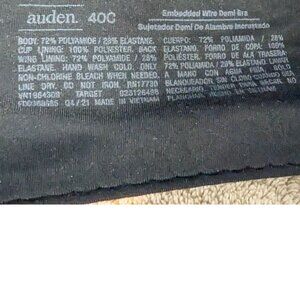 auden. 40C
Embedded Wire Demi Bra
Sujetador Demi De Alambre Incrustado
BODY: 72% POLYAMIDE / 28% ELASTANE.
CUP LINING: 100% POLYESTER. BACK
WING LINING: 72% POLYAMIDE / 28%
ELASTANE. HAND WASH COLD. ONLY
NON-CHLORINE BLEACH WHEN NEEDED.
LINE DRY. DO NOT IRON. RN17730
TARGET
04/21 MADE IN VIETNAM
CUERPO: 72% POLIAMIDA / 28%
ELASTANO. FORRO DE COPA: 100%
POLIÉSTER. FORRO DE ALA TRASERA
72% POLIAMIDA / 28% ELASTANO. LAVAR
A MANO CON AGUA FRÍA. SOLO
BLANQUEADOR SIN CLORO CUANDO SEA
NECESARIO. TENDER PARA SECAR. NO
PLANCHAR. HECHO EN VIETNAM